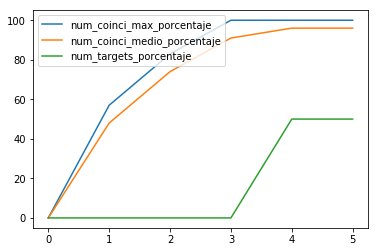 100
80
60
40
20
0
num_coinci_max_porcentaje
num_coinci_medio_porcentaje
num_targets_porcentaje
0 1 2 3 4 5